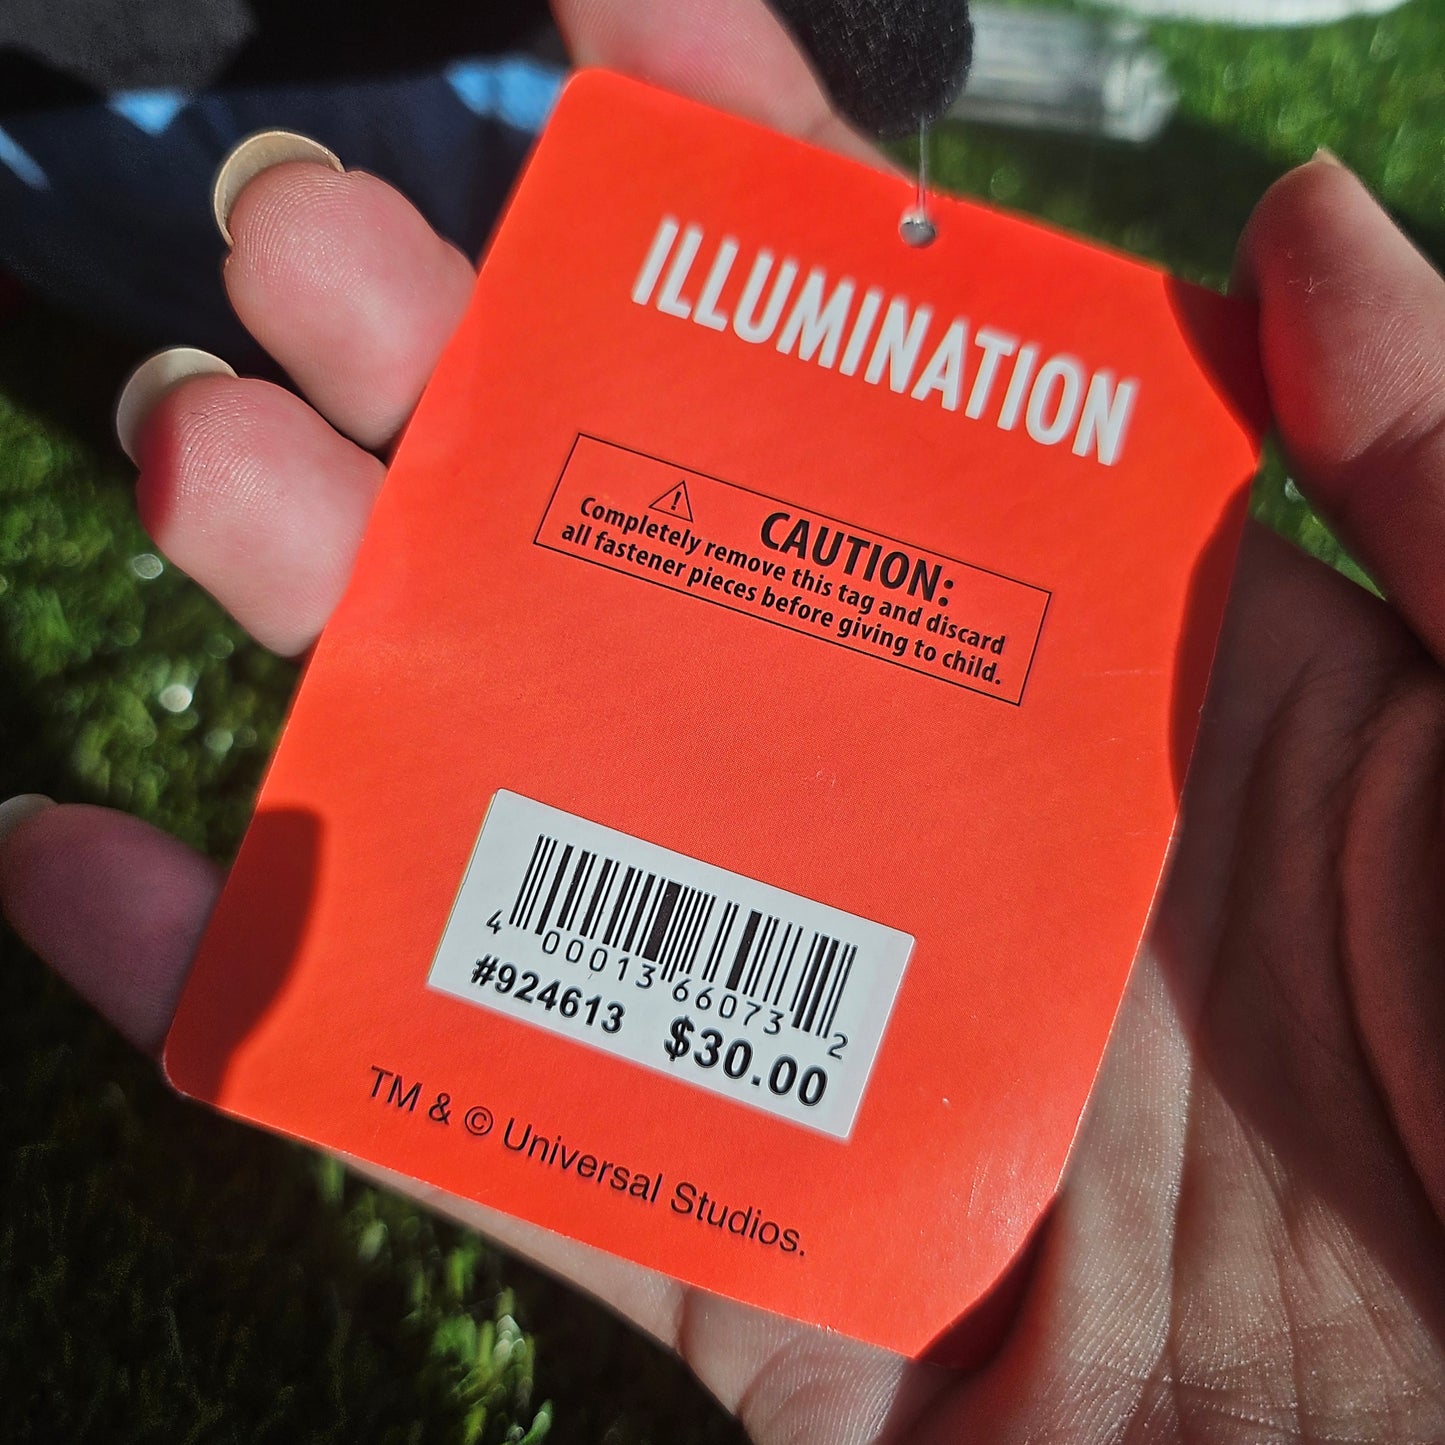 ILLUMINATION
CAUTION:
Completely remove this tag and discard
all fastener pieces before giving to child.
4 00013 66073 2
#924613 $30.00
TM & © Universal Studios.